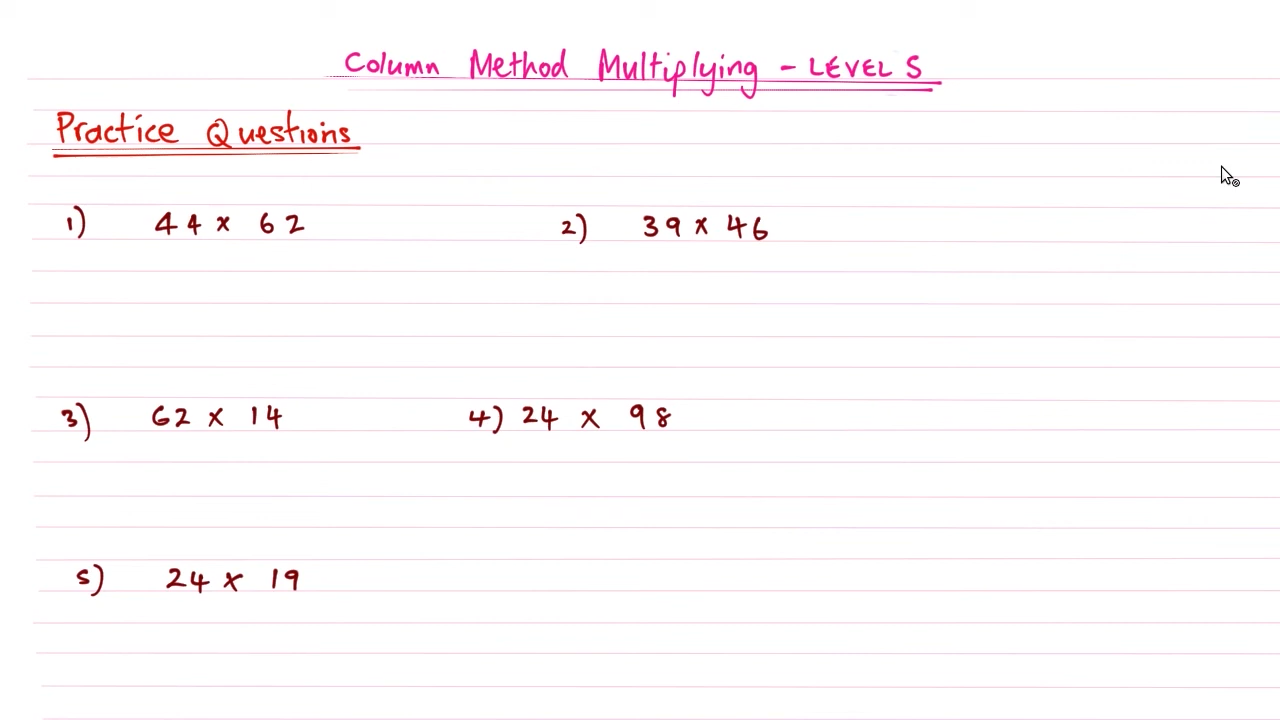 Column Method Multiplying - LEVEL 5
Practice Questions
1) 44 x 62
2) 39 x 46
3) 62 x 14
4) 24 x 98
5) 24 x 19